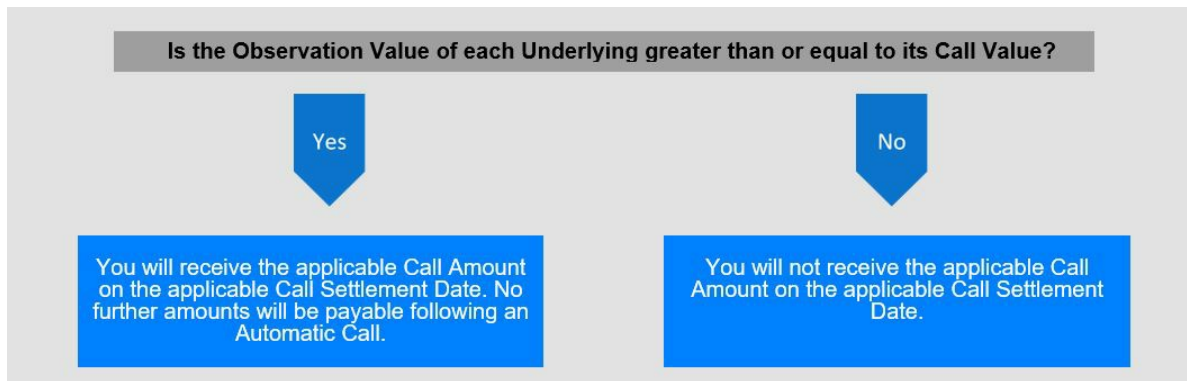 Is the Observation Value of each Underlying greater than or equal to its Call Value?
Yes
No
You will receive the applicable Call Amount
on the applicable Call Settlement Date. No
further amounts will be payable following an
Automatic Call.
You will not receive the applicable Call
Amount on the applicable Call Settlement
Date.